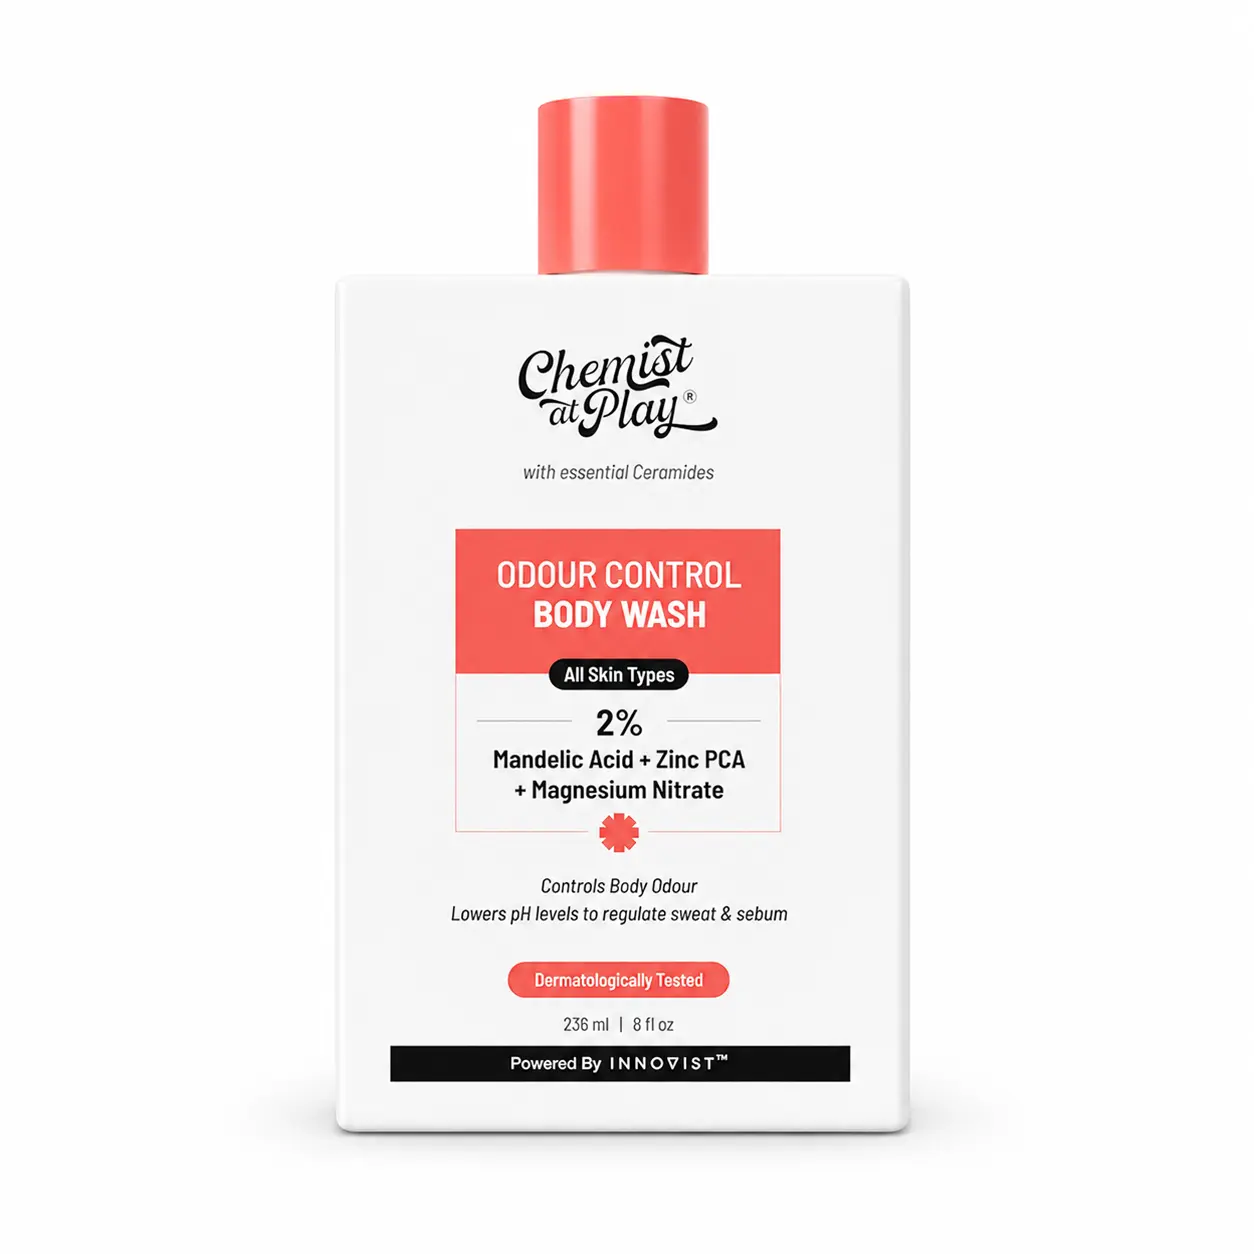 Chemist
at Play®
with essential Ceramides
ODOUR CONTROL
BODY WASH
All Skin Types
2%
Mandelic Acid + Zinc PCA
+ Magnesium Nitrate
Controls Body Odour
Lowers pH levels to regulate sweat & sebum
Dermatologically Tested
236 ml | 8 fl oz
Powered By INNOVIST™